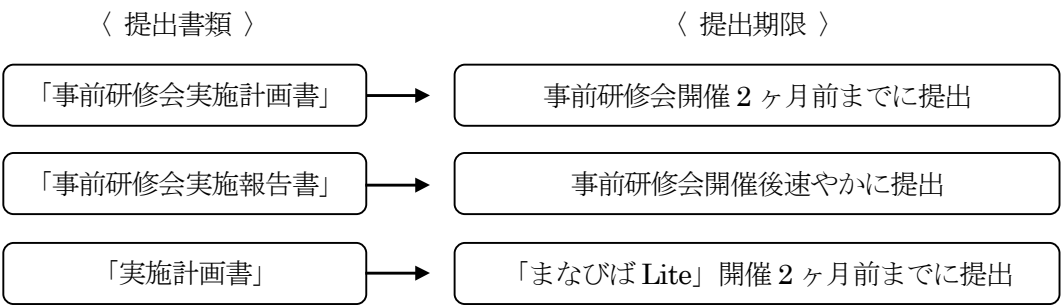 〈 提出書類 〉
〈 提出期限 〉
「事前研修会実施計画書」
事前研修会開催 2 ヶ月前までに提出
「事前研修会実施報告書」
事前研修会開催後速やかに提出
「実施計画書」
「まなびば Lite」開催 2 ヶ月前までに提出